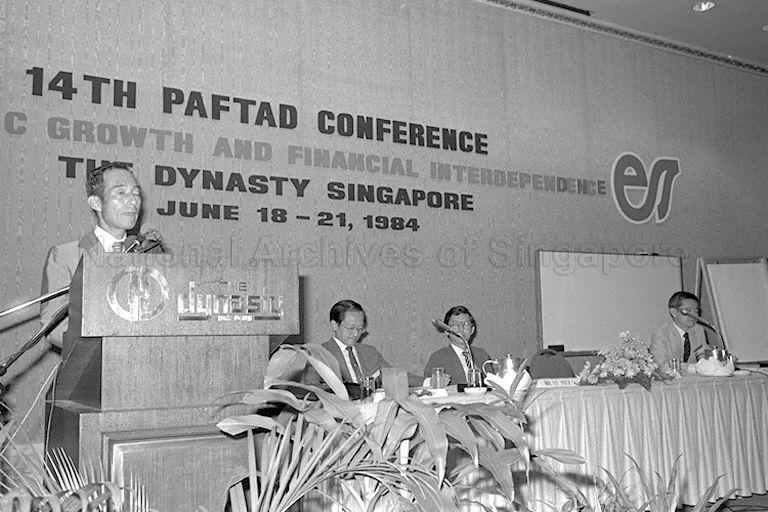 14TH PAFTAD CONFERENCE
C GROWTH AND FINANCIAL INTERDEPENDENCE
THE DYNASTY SINGAPORE
JUNE 18 - 21, 1984
National Archives of Singapore
THE
DYNASTY